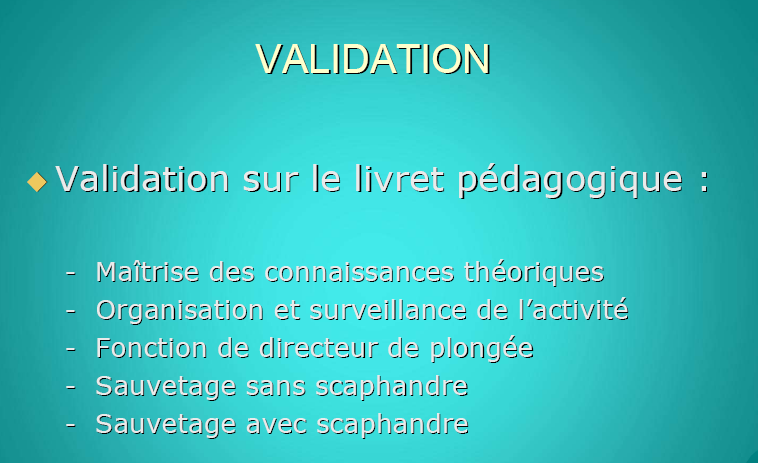 VALIDATION
Validation sur le livret pédagogique :
- Maîtrise des connaissances théoriques
- Organisation et surveillance de l’activité
- Fonction de directeur de plongée
- Sauvetage sans scaphandre
- Sauvetage avec scaphandre